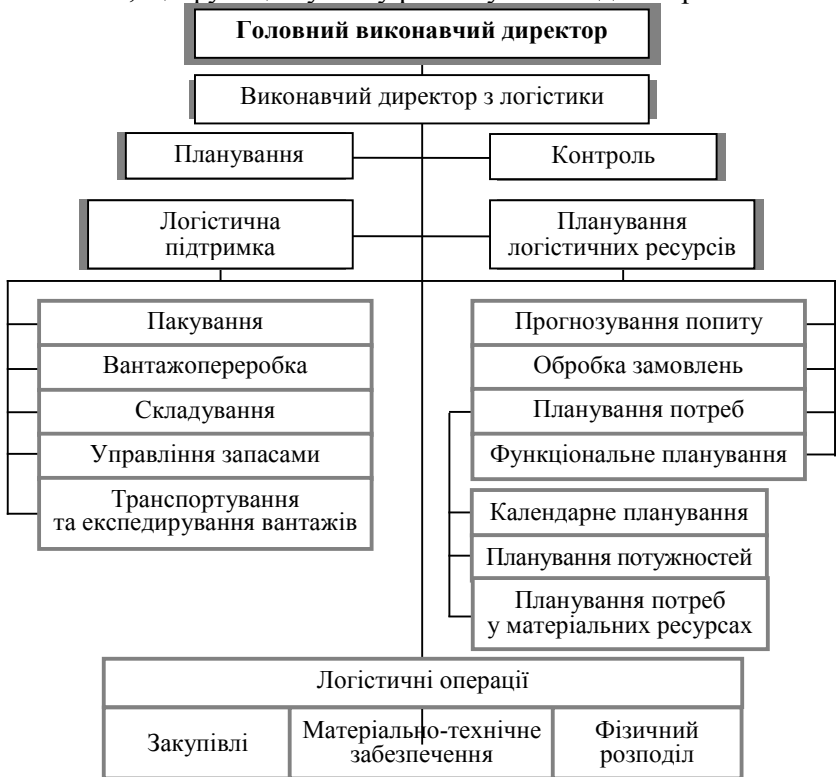 Головний виконавчий директор
Виконавчий директор з логістики
Планування
Контроль
Логістична
підтримка
Планування
логістичних ресурсів
Пакування
Вантажопереробка
Складування
Управління запасами
Транспортування
та експедирування вантажів
Прогнозування попиту
Обробка замовлень
Планування потреб
Функціональне планування
Календарне планування
Планування потужностей
Планування потреб
у матеріальних ресурсах
Логістичні операції
Закупівлі
Матеріально-технічне
забезпечення
Фізичний
розподіл